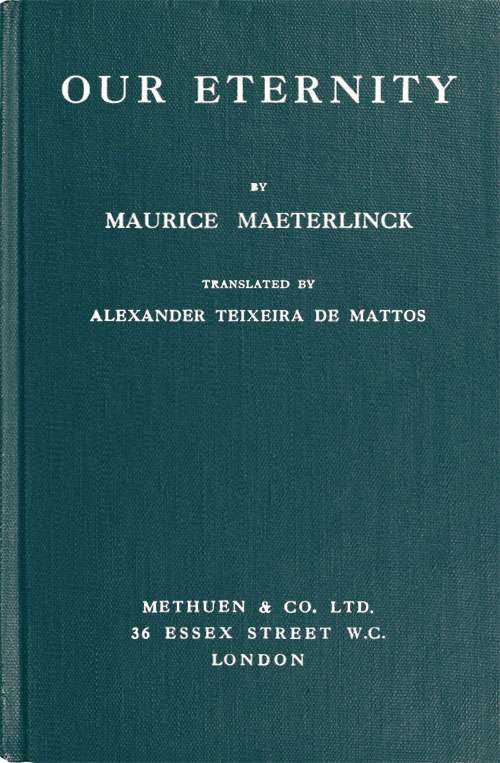 OUR ETERNITY
BY
MAURICE MAETERLINCK
TRANSLATED BY
ALEXANDER TEIXEIRA DE MATTOS
METHUEN & CO. LTD.
36 ESSEX STREET W.C.
LONDON